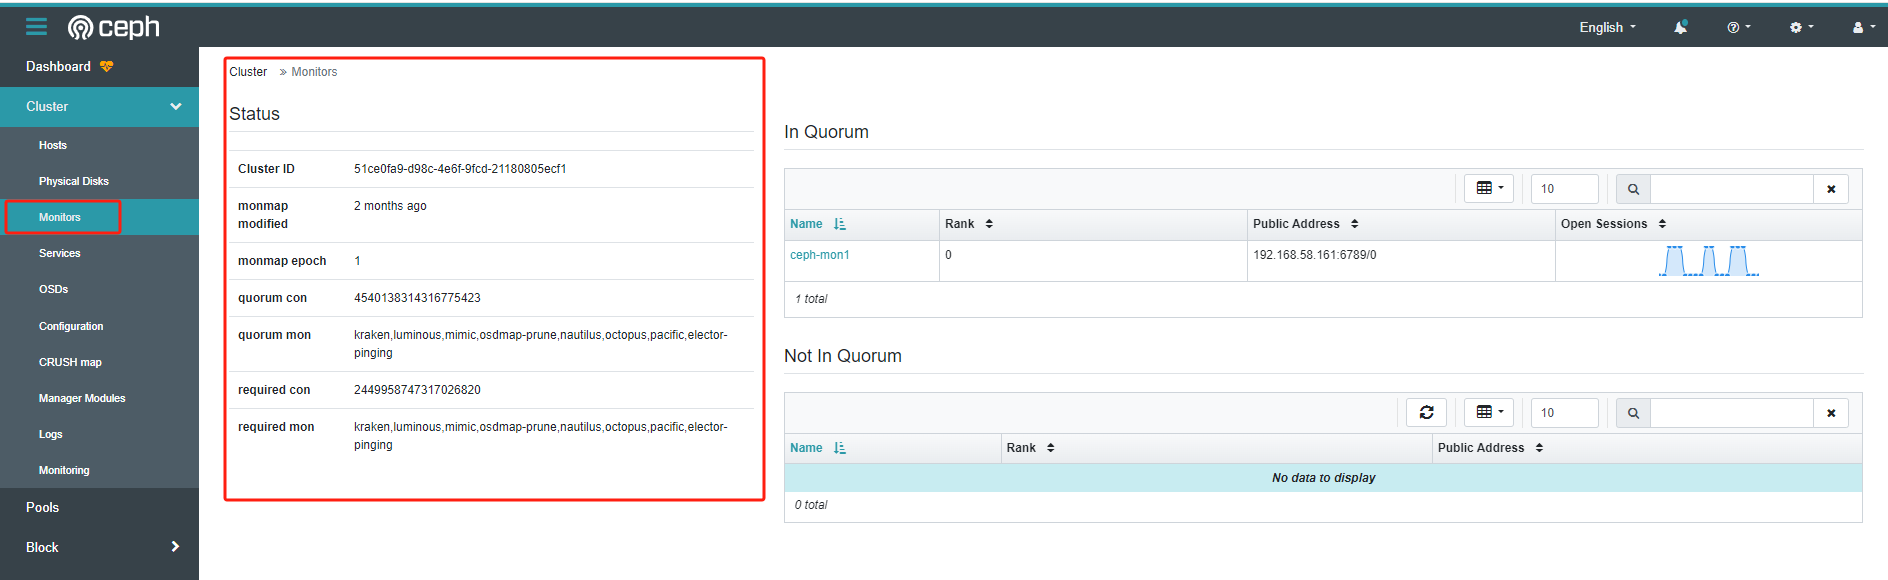 ceph
English
Dashboard
Cluster
Hosts
Physical Disks
Monitors
Services
OSDs
Configuration
CRUSH map
Manager Modules
Logs
Monitoring
Pools
Block
Cluster » Monitors
Status
Cluster ID 51ce0fa9-d98c-4e6f-9fcd-21180805ecf1
monmap modified 2 months ago
monmap epoch 1
quorum con 4540138314316775423
quorum mon kraken,luminous,mimic,osdmap-prune,nautilus,octopus,pacific,elector-
pinging
required con 2449958747317026820
required mon kraken,luminous,mimic,osdmap-prune,nautilus,octopus,pacific,elector-
pinging
In Quorum
10
Name Rank Public Address Open Sessions
ceph-mon1 0 192.168.58.161:6789/0
1 total
Not In Quorum
10
Name Rank Public Address
No data to display
0 total